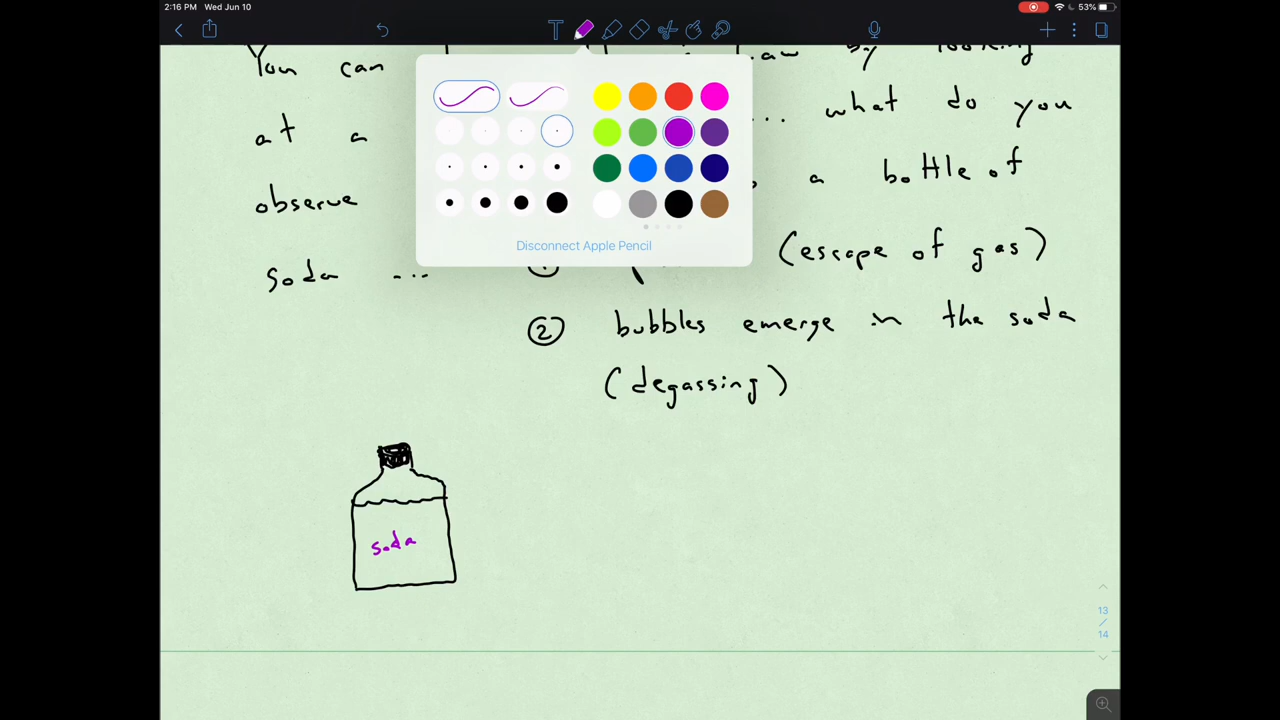 2:16 PM Wed Jun 10
53%
T
You can
at a ... what do you
observe a bottle of
soda ... (escape of gas)
② bubbles emerge in the soda
(degassing)
Disconnect Apple Pencil
soda
13
/
14